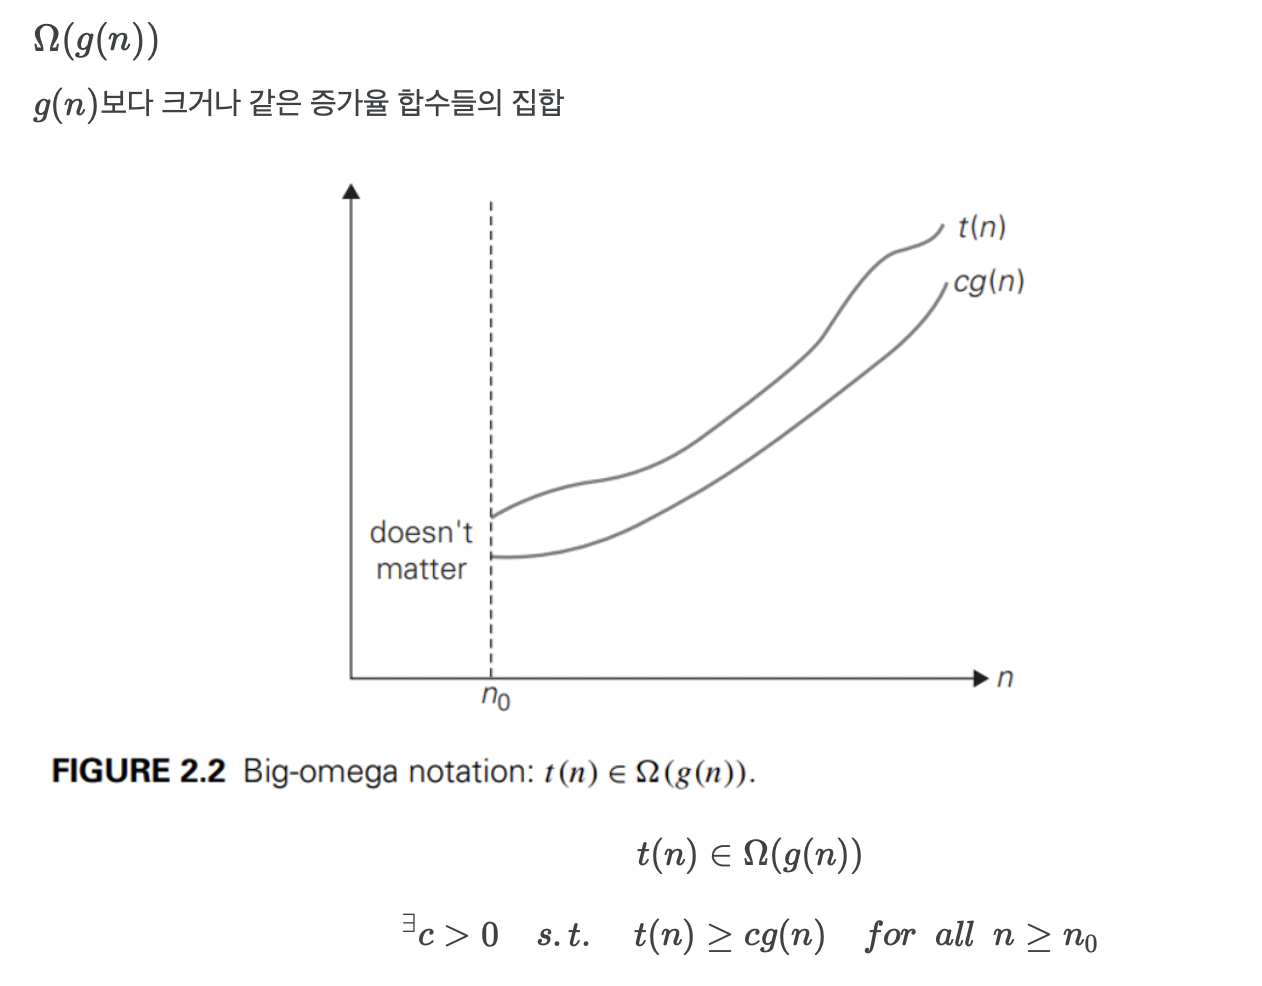 Ω(g(n))
g(n)보다 크거나 같은 증가율 합수들의 집합
t(n)
cg(n)
doesn't
matter
n
n₀
FIGURE 2.2 Big-omega notation: t(n) ∈ Ω(g(n)).
t(n) ∈ Ω(g(n))
∃c > 0 s.t. t(n) ≥ cg(n) for all n ≥ n₀